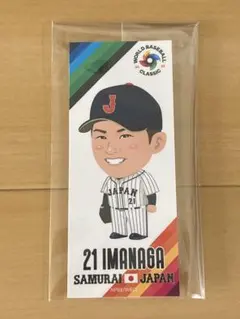 WORLD BASEBALL
CLASSIC
J
JAPAN
21
21 IMANAGA
SAMURAI JAPAN